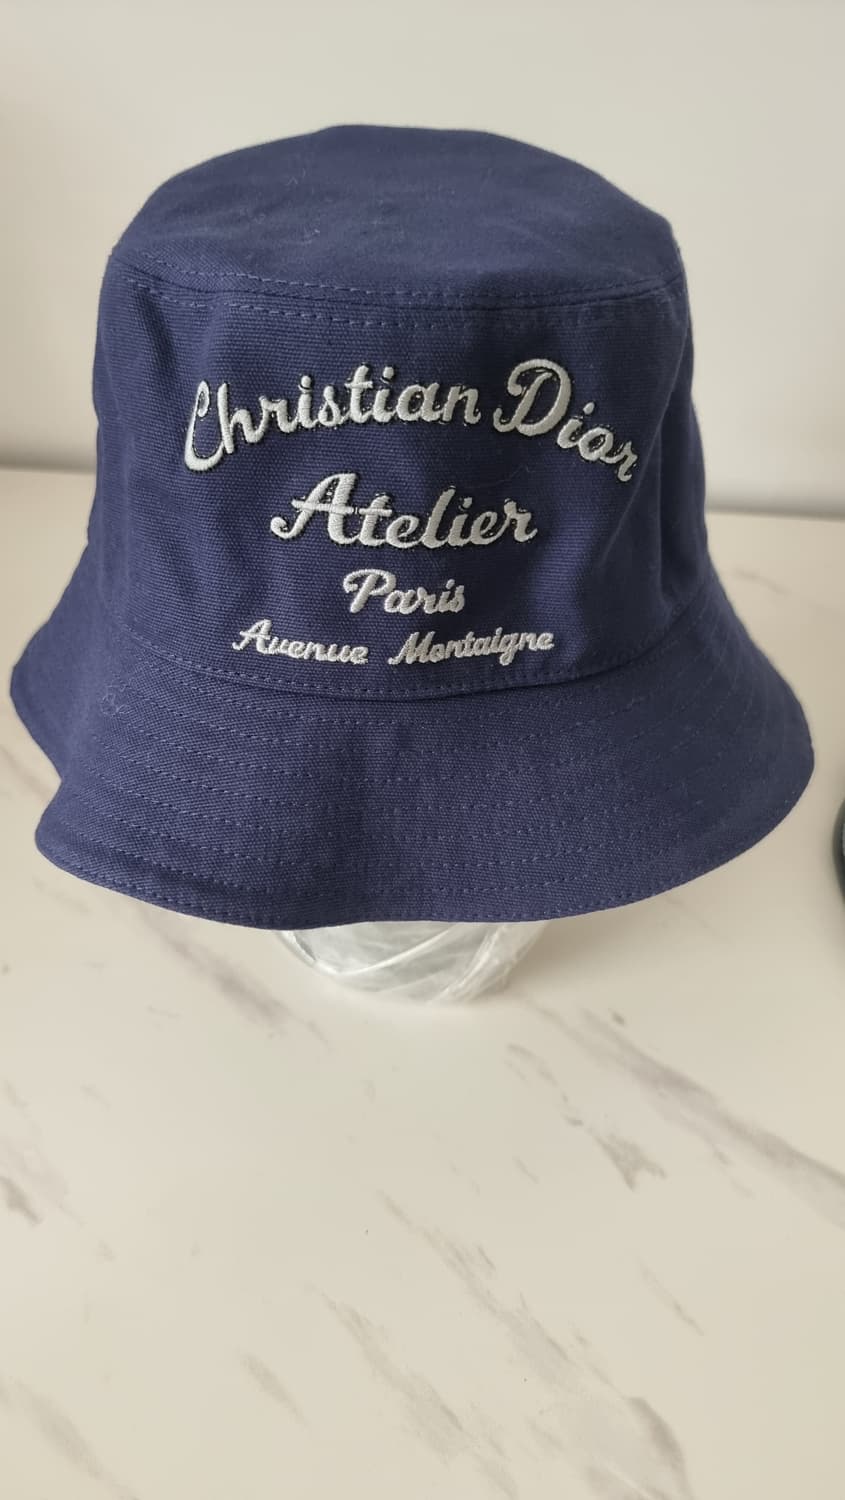 Christian Dior
Atelier
Paris
Avenue Montaigne